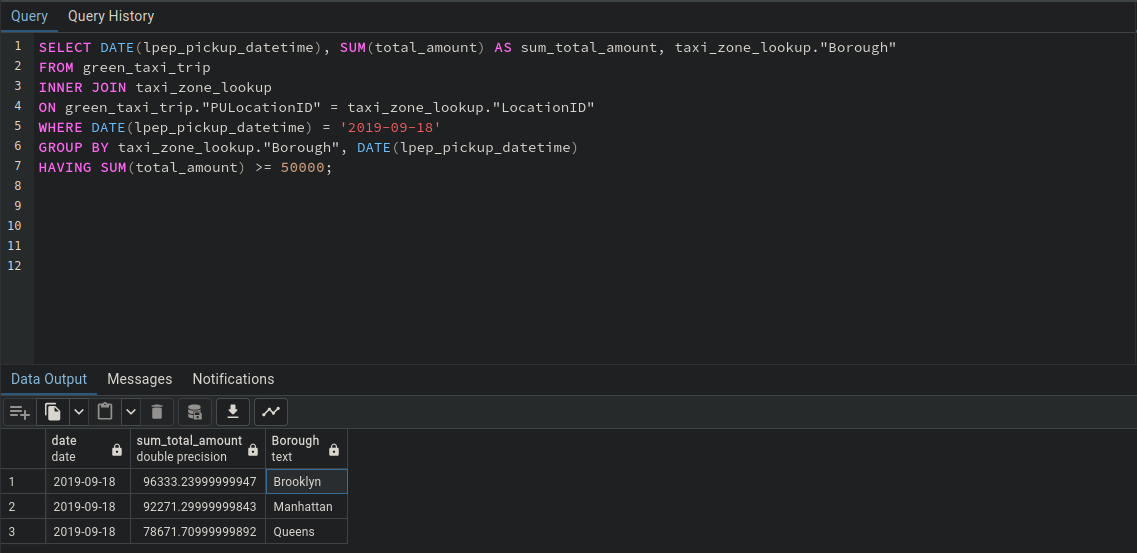 Query Query History
1 SELECT DATE(lpep_pickup_datetime), SUM(total_amount) AS sum_total_amount, taxi_zone_lookup."Borough"
2 FROM green_taxi_trip
3 INNER JOIN taxi_zone_lookup
4 ON green_taxi_trip."PULocationID" = taxi_zone_lookup."LocationID"
5 WHERE DATE(lpep_pickup_datetime) = '2019-09-18'
6 GROUP BY taxi_zone_lookup."Borough", DATE(lpep_pickup_datetime)
7 HAVING SUM(total_amount) >= 50000;
8
9
10
11
12
Data Output Messages Notifications
date sum_total_amount Borough
date double precision text
1 2019-09-18 96333.23999999947 Brooklyn
2 2019-09-18 92271.29999999843 Manhattan
3 2019-09-18 78671.70999999892 Queens